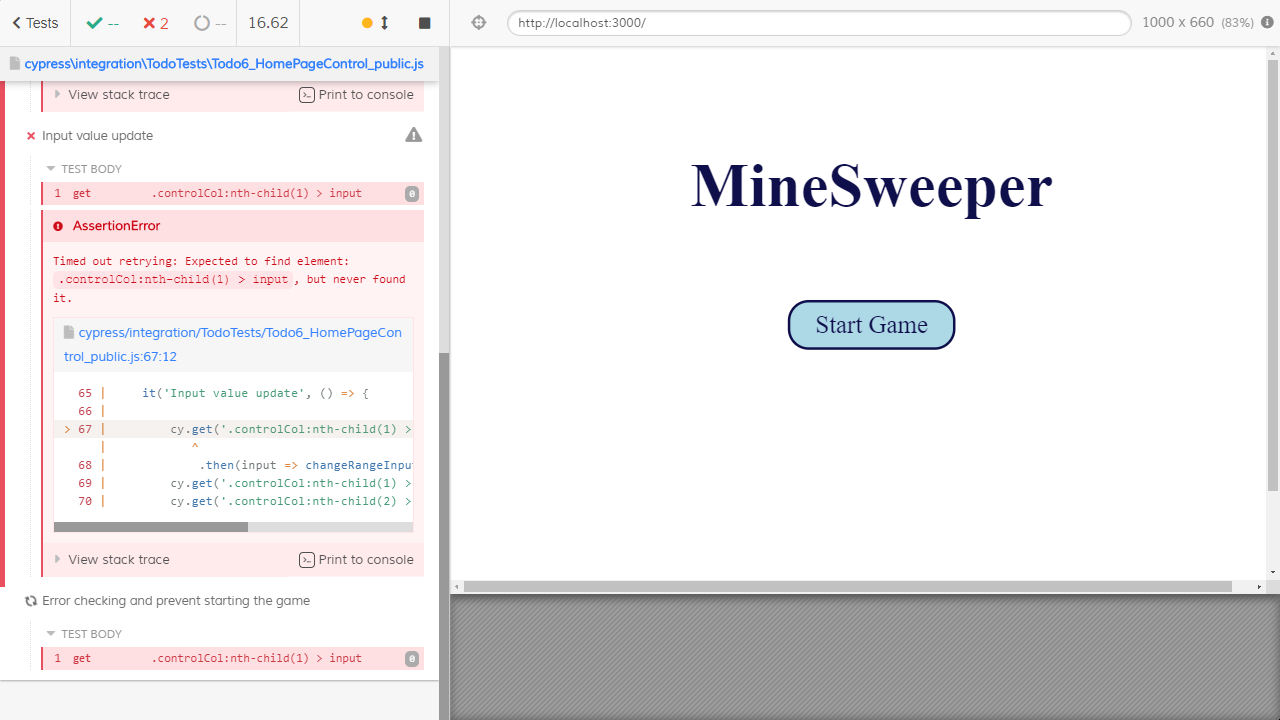 Tests
--
2
--
16.62
http://localhost:3000/
1000 x 660 (83%)
cypress\integration\TodoTests\Todo6_HomePageControl_public.js
View stack trace
Print to console
Input value update
TEST BODY
1 get .controlCol:nth-child(1) > input 0
AssertionError
Timed out retrying: Expected to find element:
.controlCol:nth-child(1) > input, but never found
it.
cypress/integration/TodoTests/Todo6_HomePageCon
trol_public.js:67:12
65 | it('Input value update', () => {
66 |
> 67 | cy.get('.controlCol:nth-child(1) >
| ^
68 | .then(input => changeRangeInpu
69 | cy.get('.controlCol:nth-child(1) >
70 | cy.get('.controlCol:nth-child(2) >
View stack trace
Print to console
Error checking and prevent starting the game
TEST BODY
1 get .controlCol:nth-child(1) > input 0
MineSweeper
Start Game